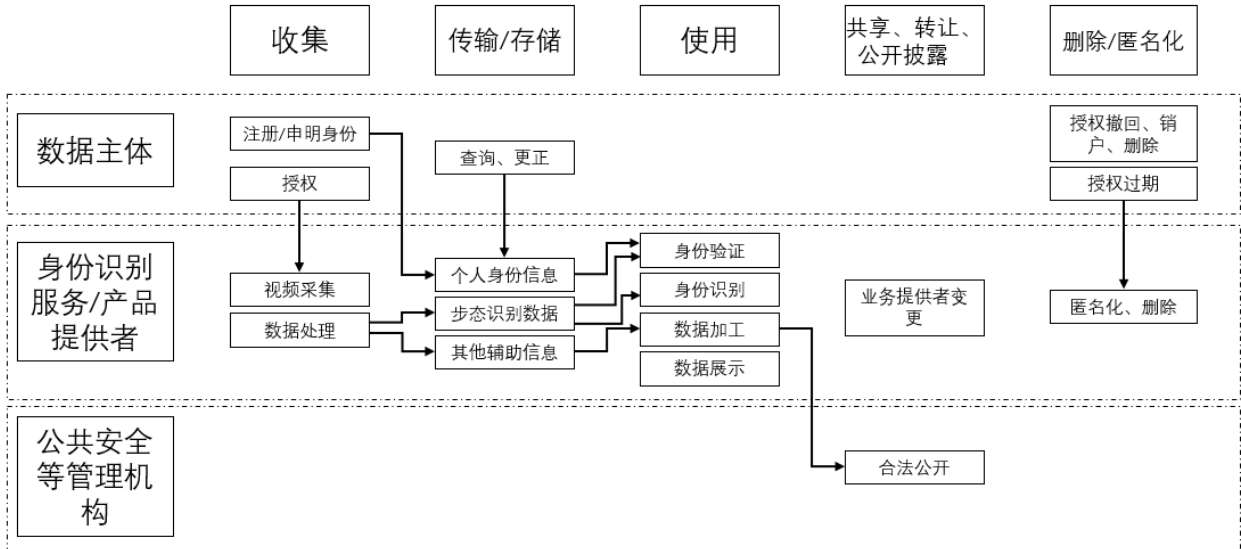 收集
传输/存储
使用
共享、转让、
公开披露
删除/匿名化
数据主体
注册/申明身份
授权
查询、更正
授权撤回、销
户、删除
授权过期
身份识别
服务/产品
提供者
视频采集
数据处理
个人身份信息
步态识别数据
其他辅助信息
身份验证
身份识别
数据加工
数据展示
业务提供者变
更
匿名化、删除
公共安全
等管理机
构
合法公开